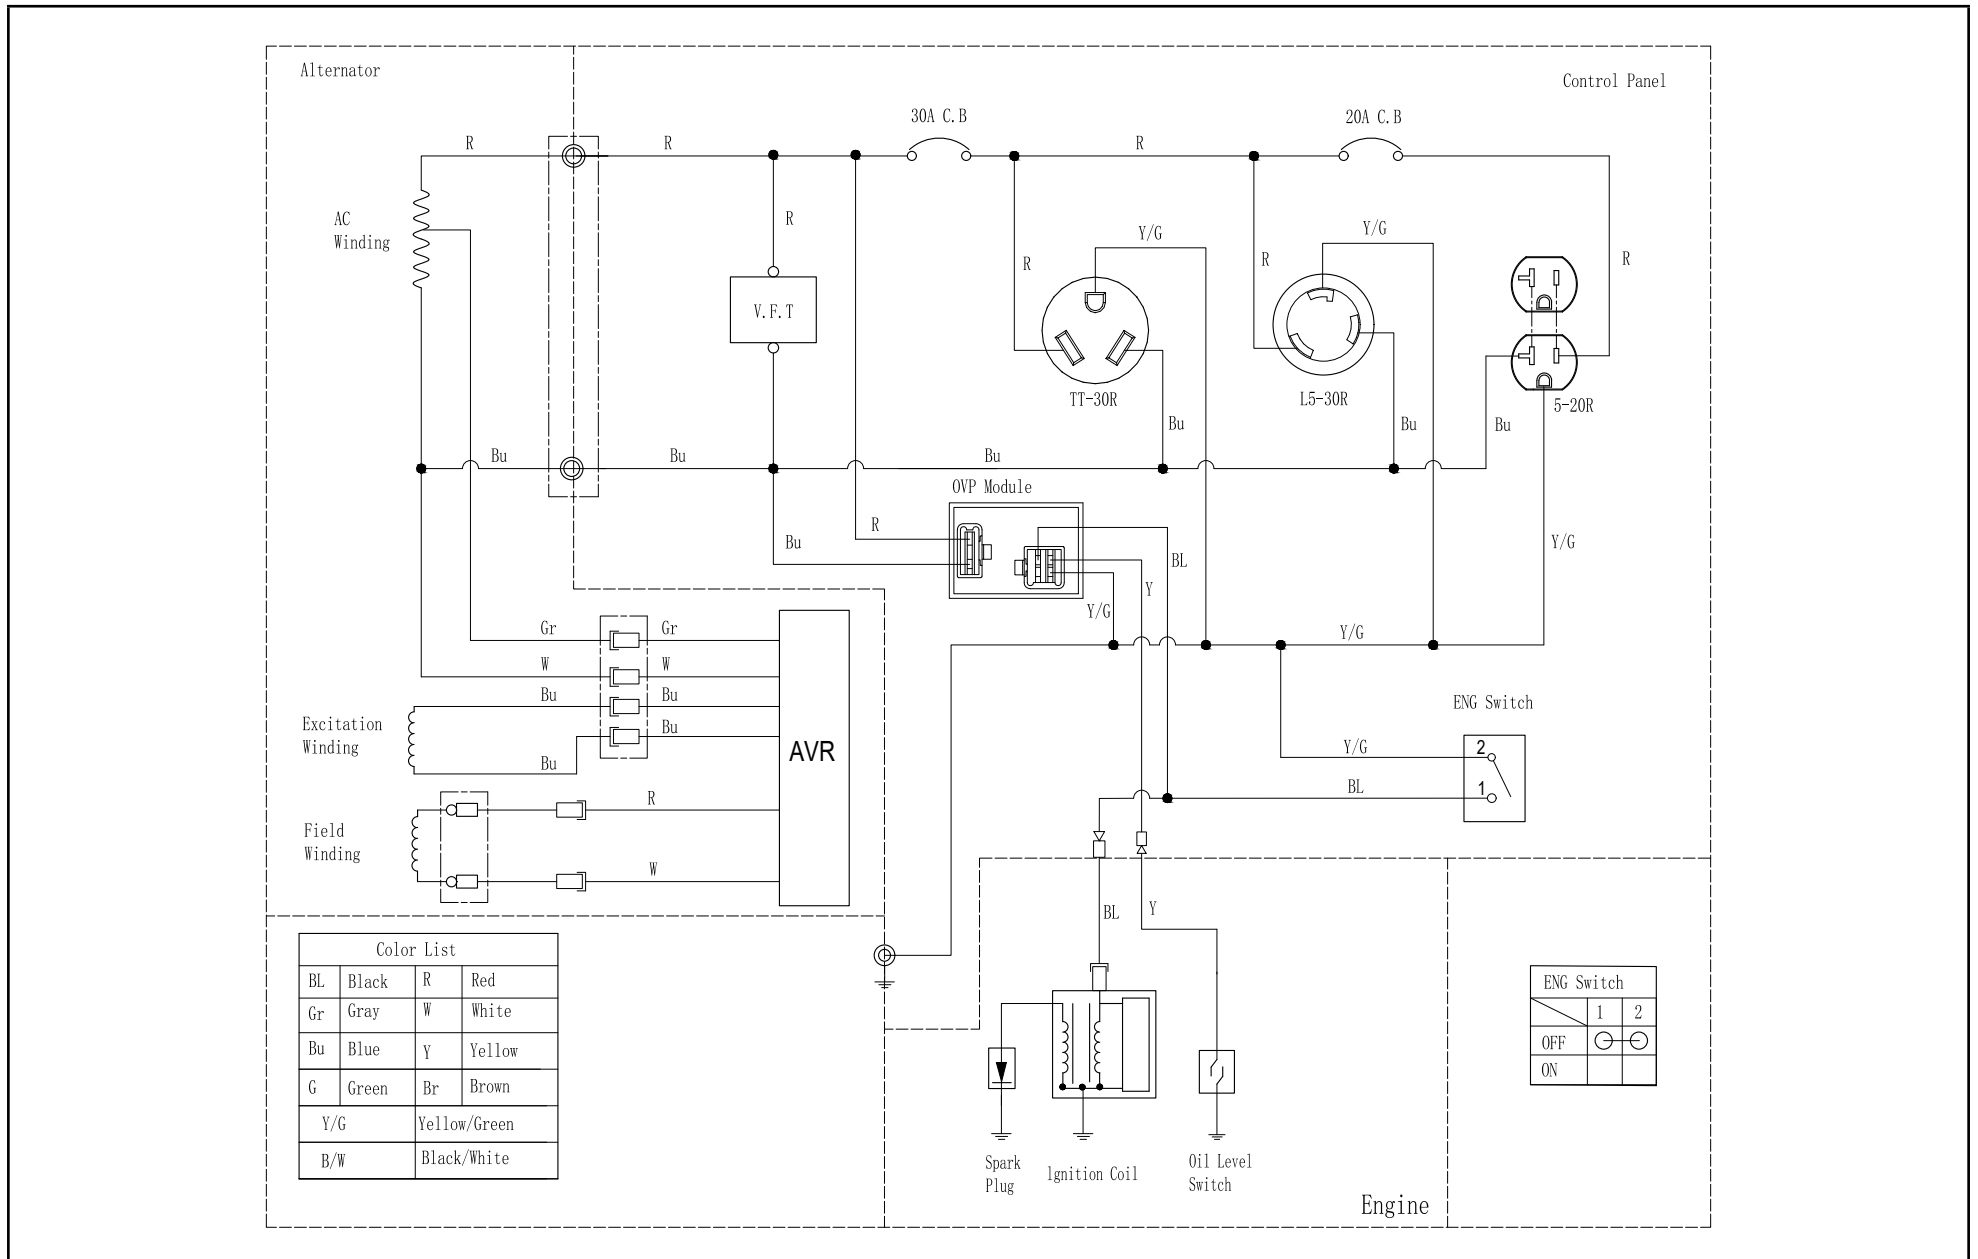 Alternator
Control Panel
30A C.B
20A C.B
R
R
R
AC
Winding
R
Y/G
Y/G
R
R
R
V.F.T
TT-30R
L5-30R
5-20R
Bu
Bu
Bu
Bu
Bu
Bu
OVP Module
R
Bu
BL
Y
Y/G
Y/G
Gr
Gr
Y/G
W
W
Bu
Bu
ENG Switch
Excitation
Winding
Bu
Bu
AVR
Y/G
2
BL
1
R
Field
Winding
W
BL
Y
Color List
BL Black R Red
Gr Gray W White
Bu Blue Y Yellow
G Green Br Brown
Y/G Yellow/Green
B/W Black/White
ENG Switch
1 2
OFF
ON
Spark
Plug
lgnition Coil
Oil Level
Switch
Engine